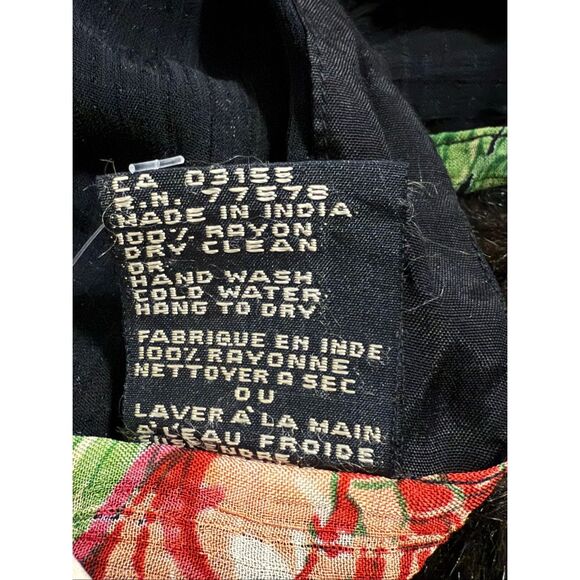 CA 03155
R.N. 77578
MADE IN INDIA
100% RAYON
DRY CLEAN
OR
HAND WASH
COLD WATER
HANG TO DRY
FABRIQUE EN INDE
100% RAYONNE
NETTOYER A SEC
OU
LAVER À LA MAIN
À L'EAU FROIDE
SUSPENDRE